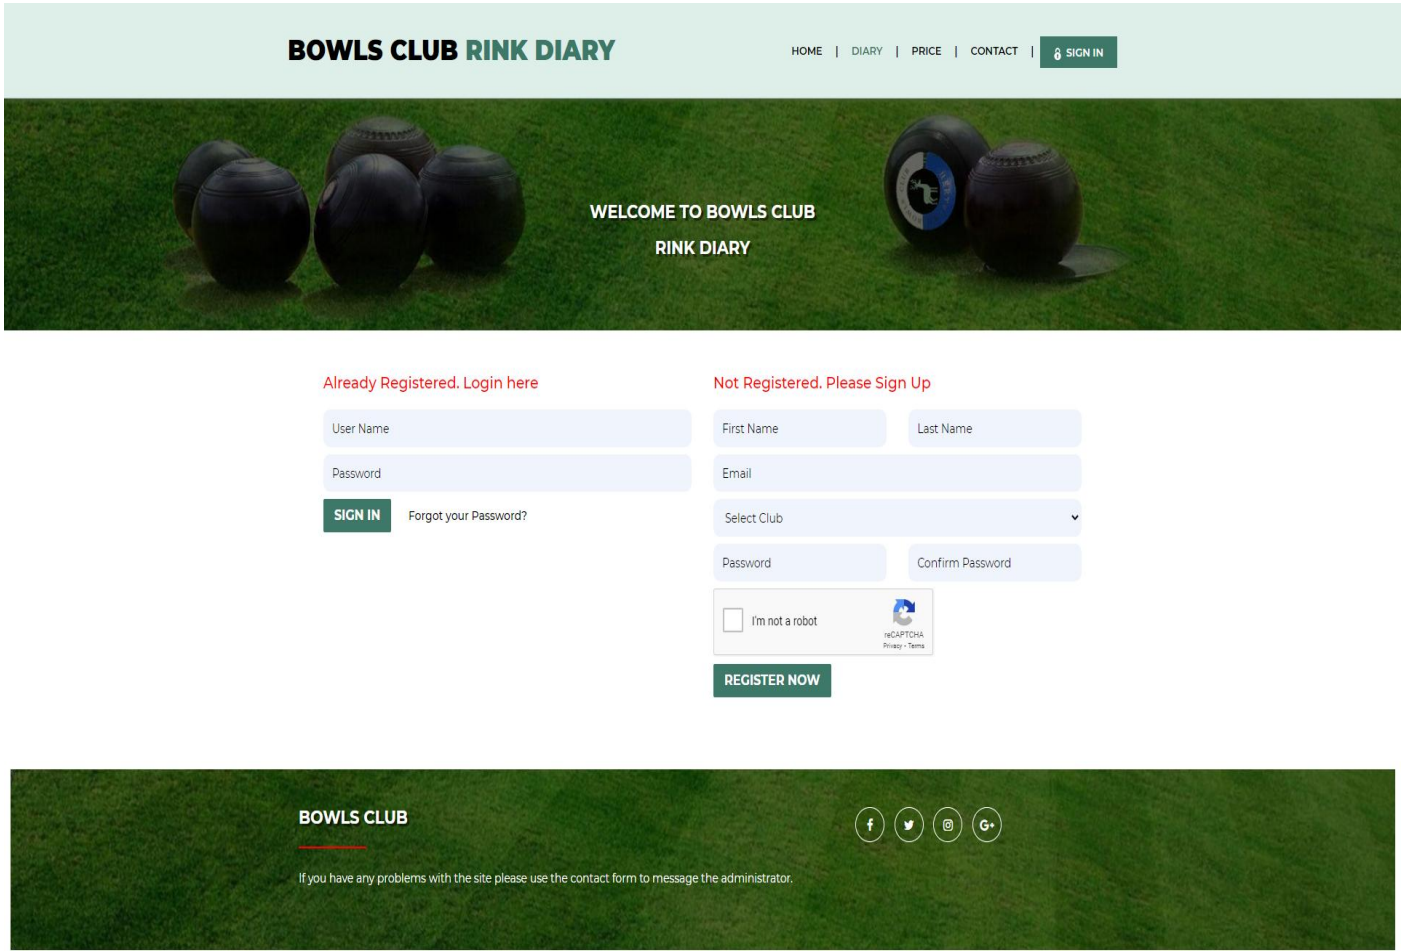 BOWLS CLUB RINK DIARY
HOME | DIARY | PRICE | CONTACT | SIGN IN
WELCOME TO BOWLS CLUB
RINK DIARY
Already Registered. Login here
User Name
Password
SIGN IN Forgot your Password?
Not Registered. Please Sign Up
First Name Last Name
Email
Select Club
Password Confirm Password
I'm not a robot
reCAPTCHA
Privacy - Terms
REGISTER NOW
BOWLS CLUB
If you have any problems with the site please use the contact form to message the administrator.